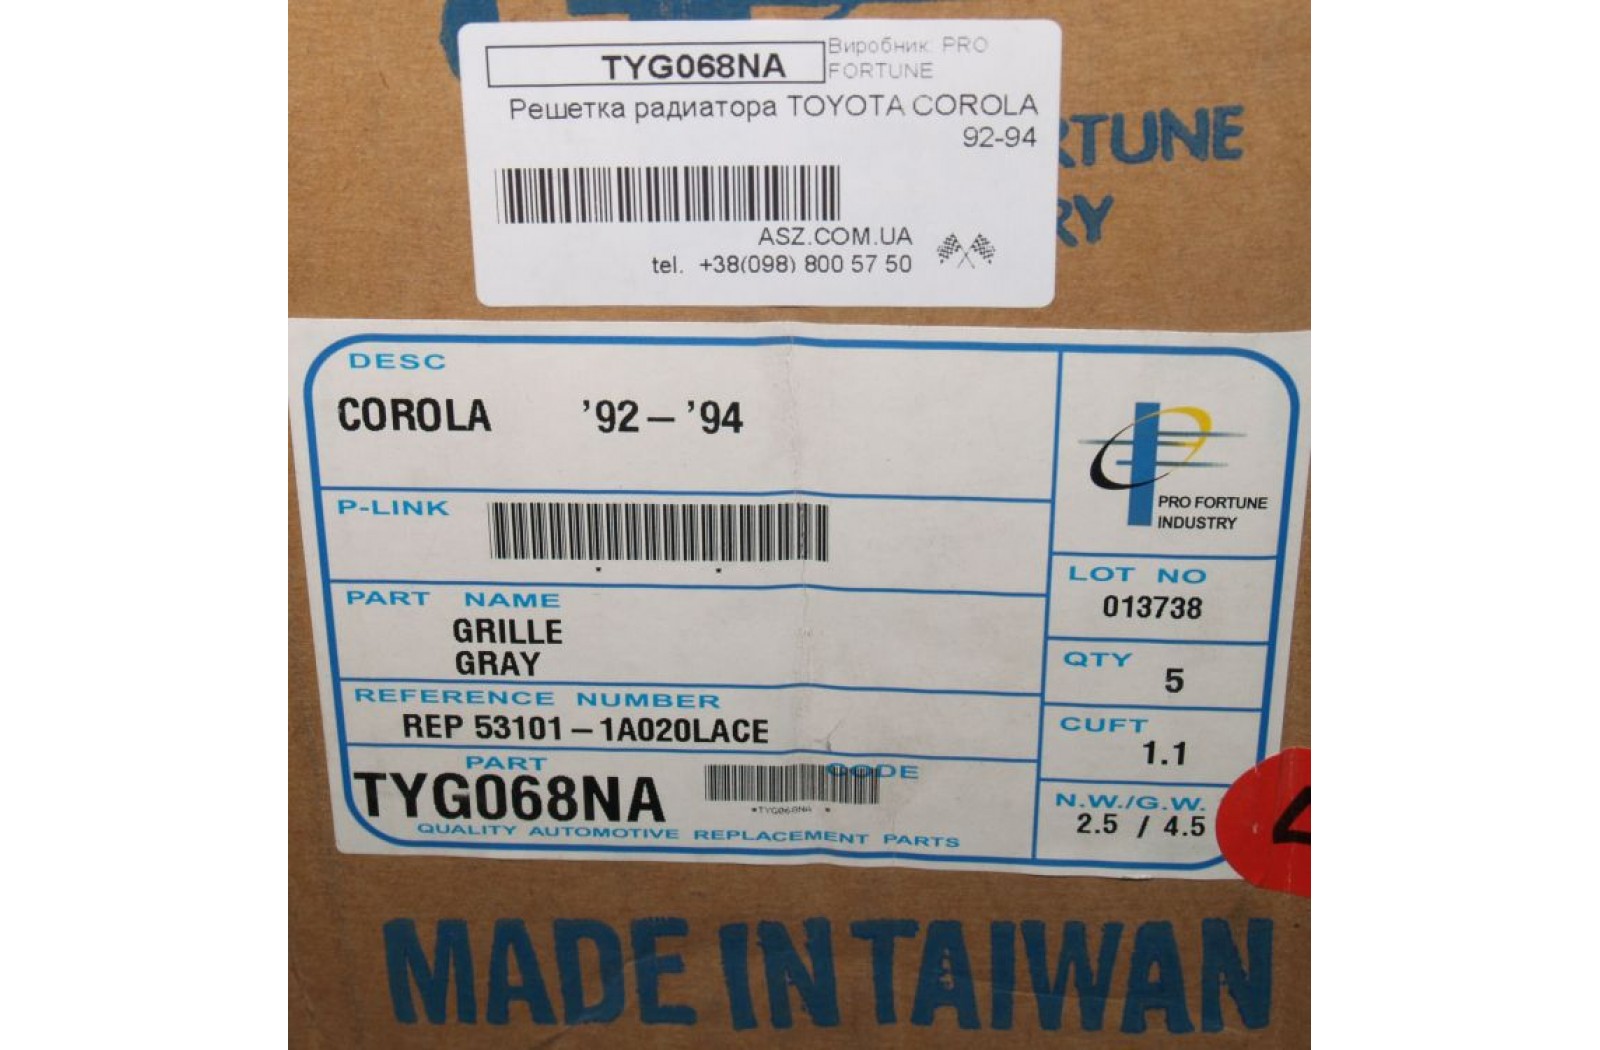 TYG068NA
Виробник: PRO
FORTUNE
Решетка радиатора TOYOTA COROLA
92-94
ASZ.COM.UA
tel. +38(098) 800 57 50
RTUNE
RY
DESC
COROLA '92 – '94
PRO FORTUNE
INDUSTRY
P-LINK
LOT NO
013738
PART NAME
GRILLE
GRAY
QTY
5
REFERENCE NUMBER
REP 53101 – 1A020LACE
CUFT
1.1
PART CODE
TYG068NA
*TYG068NA *
N.W./G.W.
2.5 / 4.5
QUALITY AUTOMOTIVE REPLACEMENT PARTS
MADE IN TAIWAN